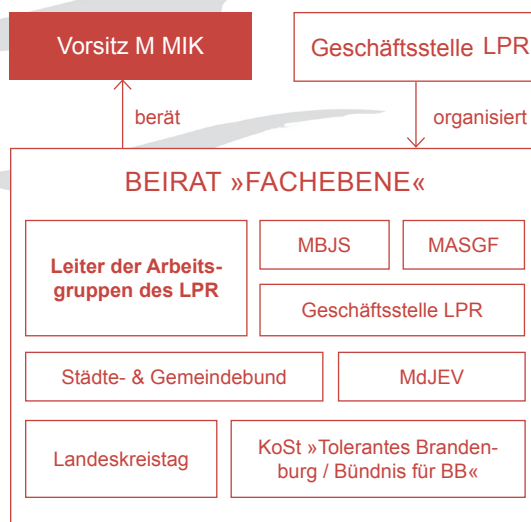 Vorsitz M MIK
Geschäftsstelle LPR
berät
organisiert
BEIRAT »FACHEBENE«
Leiter der Arbeits-
gruppen des LPR
MBJS
MASGF
Geschäftsstelle LPR
Städte- & Gemeindebund
MdJEV
Landeskreistag
KoSt »Tolerantes Branden-
burg / Bündnis für BB«